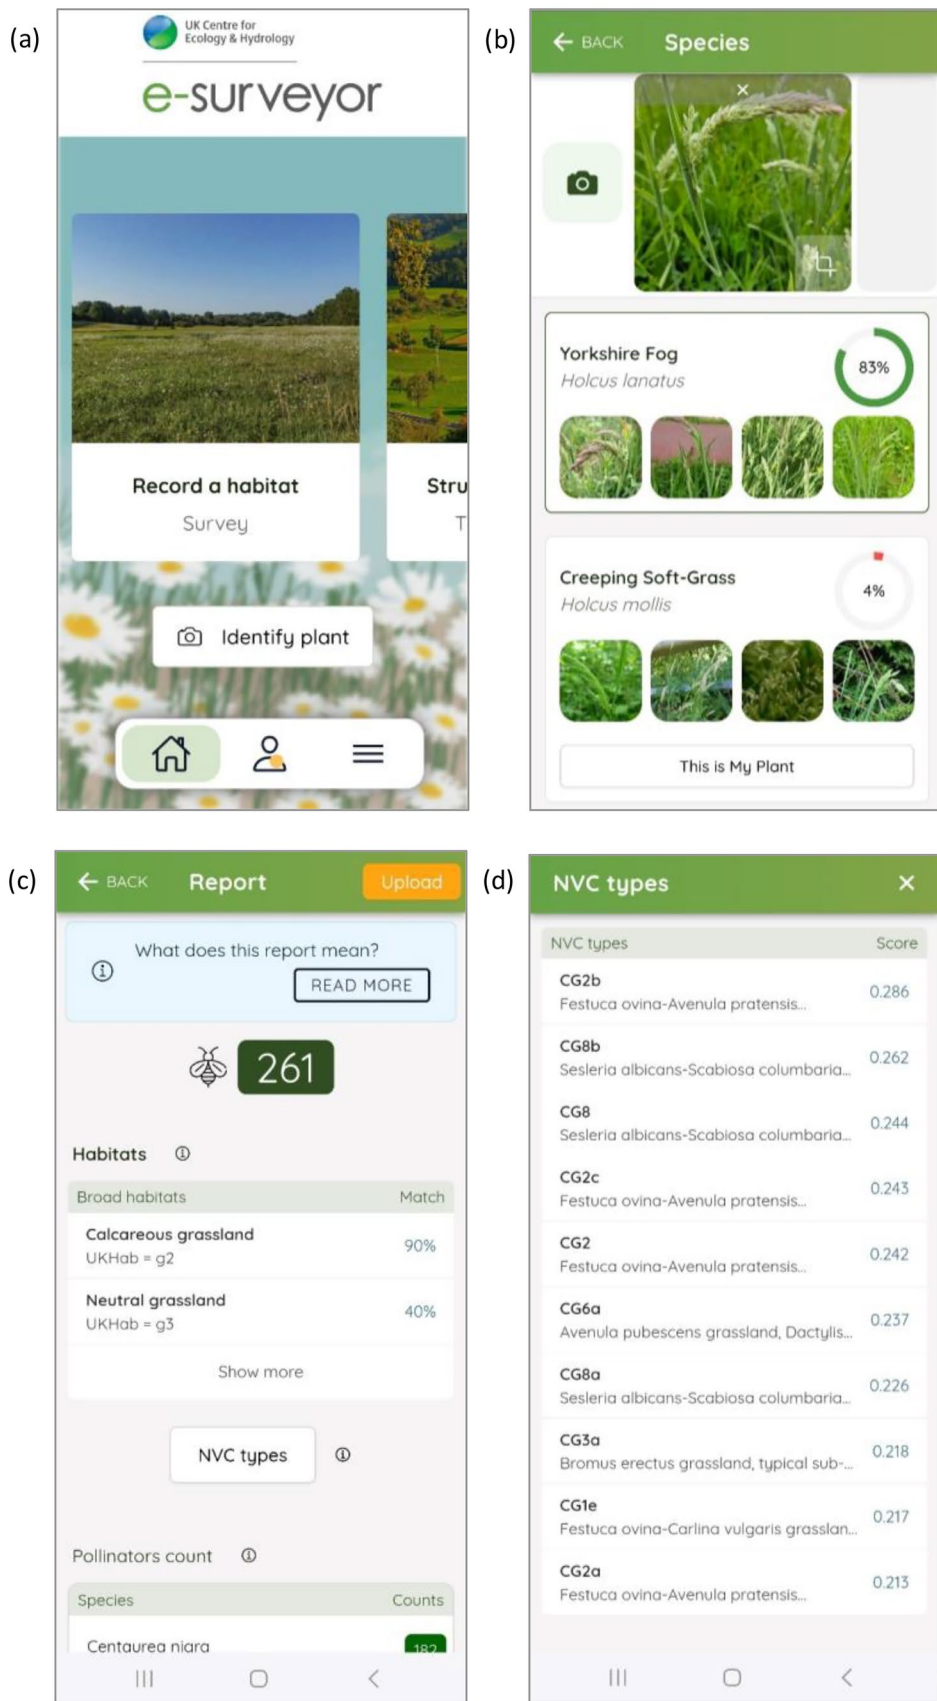 (a)
UK Centre for
Ecology & Hydrology
e-surveyor
Record a habitat
Survey
Stru
T
Identify plant
(b)
BACK Species
Yorkshire Fog
Holcus lanatus
83%
Creeping Soft-Grass
Holcus mollis
4%
This is My Plant
(c)
BACK Report Upload
What does this report mean?
READ MORE
261
Habitats
Broad habitats Match
Calcareous grassland
UKHab = g2
90%
Neutral grassland
UKHab = g3
40%
Show more
NVC types
Pollinators count
Species Counts
Centaurea nigra 182
(d)
NVC types
NVC types Score
CG2b
Festuca ovina-Avenula pratensis...
0.286
CG8b
Sesleria albicans-Scabiosa columbaria...
0.262
CG8
Sesleria albicans-Scabiosa columbaria...
0.244
CG2c
Festuca ovina-Avenula pratensis...
0.243
CG2
Festuca ovina-Avenula pratensis...
0.242
CG6a
Avenula pubescens grassland, Dactylis...
0.237
CG8a
Sesleria albicans-Scabiosa columbaria...
0.226
CG3a
Bromus erectus grassland, typical sub-...
0.218
CG1e
Festuca ovina-Carlina vulgaris grasslan...
0.217
CG2a
Festuca ovina-Avenula pratensis...
0.213